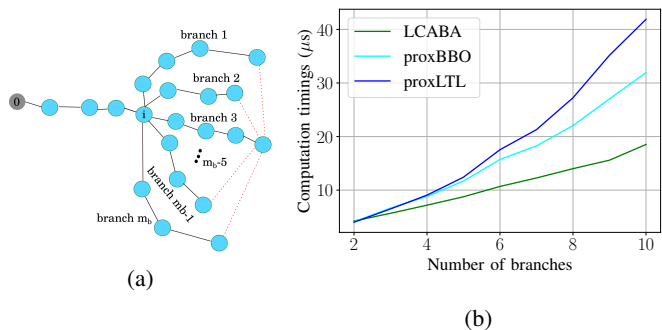 branch 1
branch 2
0
i
branch 3
m_b-5
branch mb-1
branch m_b
(a)
Computation timings (μs)
40
30
20
10
LCABA
proxBBO
proxLTL
2
4
6
8
10
Number of branches
(b)